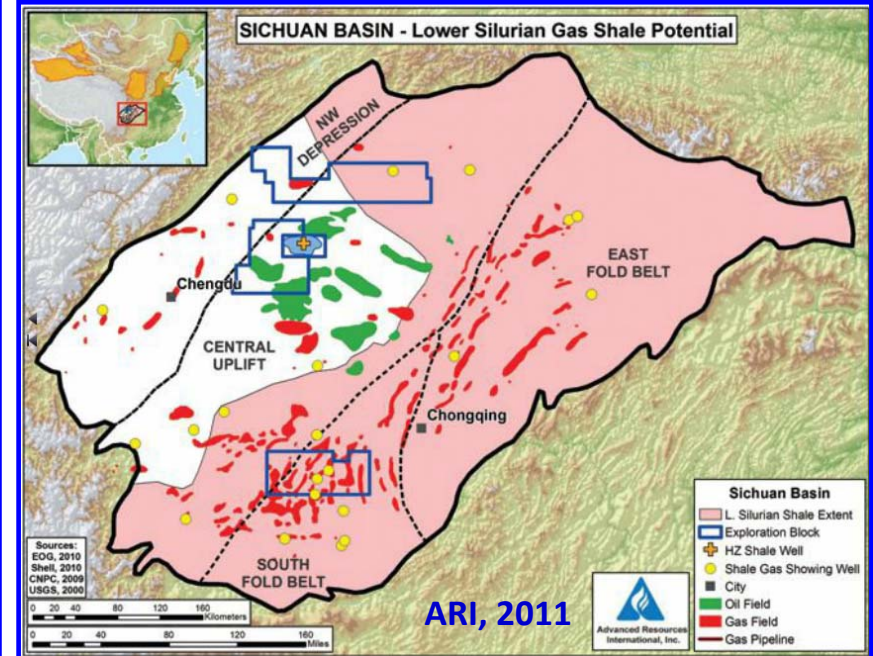 SICHUAN BASIN - Lower Silurian Gas Shale Potential
NW
DEPRESSION
EAST
FOLD BELT
Chengdu
CENTRAL
UPLIFT
Chongqing
SOUTH
FOLD BELT
Sources:
EOG, 2010
Shell, 2010
CNPC, 2009
USGS, 2000
0 20 40 80 120 160
Kilometers
0 20 40 80 120 160
Miles
ARI, 2011
Advanced Resources
International, Inc.
Sichuan Basin
L. Silurian Shale Extent
Exploration Block
HZ Shale Well
Shale Gas Showing Well
City
Oil Field
Gas Field
Gas Pipeline